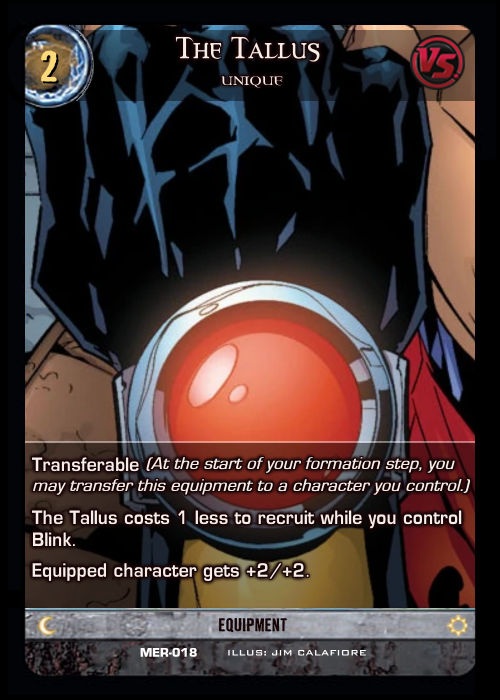 2
The Tallus
VS.
UNIQUE
Transferable (At the start of your formation step, you
may transfer this equipment to a character you control.)
The Tallus costs 1 less to recruit while you control
Blink.
Equipped character gets +2/+2.
EQUIPMENT
MER-018 ILLUS: JIM CALAFIORE